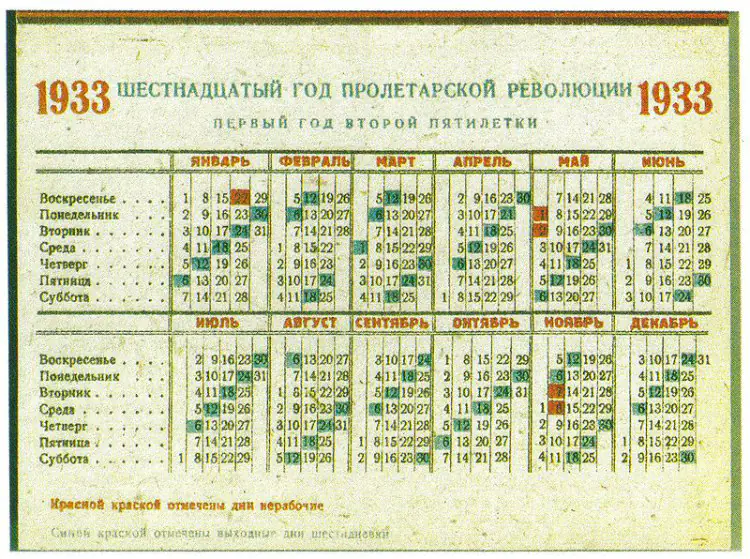 1933 ШЕСТНАДЦАТЫЙ ГОД ПРОЛЕТАРСКОЙ РЕВОЛЮЦИИ 1933
ПЕРВЫЙ ГОД ВТОРОЙ ПЯТИЛЕТКИ
ЯНВАРЬ ФЕВРАЛЬ МАРТ АПРЕЛЬ МАЙ ИЮНЬ
Воскресенье . . . . 1 8 15 22 29 5 12 19 26 5 12 19 26 2 9 16 23 30 7 14 21 28 4 11 18 25
Понедельник . . . . 2 9 16 23 30 6 13 20 27 6 13 20 27 3 10 17 24 1 8 15 22 29 5 12 19 26
Вторник . . . . . . 3 10 17 24 31 7 14 21 28 7 14 21 28 4 11 18 25 2 9 16 23 30 6 13 20 27
Среда . . . . . . . 4 11 18 25 1 8 15 22 1 8 15 22 29 5 12 19 26 3 10 17 24 31 7 14 21 28
Четверг . . . . . . 5 12 19 26 2 9 16 23 2 9 16 23 30 6 13 20 27 4 11 18 25 1 8 15 22 29
Пятница . . . . . . 6 13 20 27 3 10 17 24 3 10 17 24 31 7 14 21 28 5 12 19 26 2 9 16 23 30
Суббота . . . . . . 7 14 21 28 4 11 18 25 4 11 18 25 1 8 15 22 29 6 13 20 27 3 10 17 24
ИЮЛЬ АВГУСТ СЕНТЯБРЬ ОКТЯБРЬ НОЯБРЬ ДЕКАБРЬ
Воскресенье . . . . 2 9 16 23 30 6 13 20 27 3 10 17 24 1 8 15 22 29 5 12 19 26 3 10 17 24 31
Понедельник . . . . 3 10 17 24 31 7 14 21 28 4 11 18 25 2 9 16 23 30 6 13 20 27 4 11 18 25
Вторник . . . . . . 4 11 18 25 1 8 15 22 29 5 12 19 26 3 10 17 24 31 7 14 21 28 5 12 19 26
Среда . . . . . . . 5 12 19 26 2 9 16 23 30 6 13 20 27 4 11 18 25 1 8 15 22 29 6 13 20 27
Четверг . . . . . . 6 13 20 27 3 10 17 24 31 7 14 21 28 5 12 19 26 2 9 16 23 30 7 14 21 28
Пятница . . . . . . 7 14 21 28 4 11 18 25 1 8 15 22 29 6 13 20 27 3 10 17 24 1 8 15 22 29
Суббота . . . . . . 1 8 15 22 29 5 12 19 26 2 9 16 23 30 7 14 21 28 4 11 18 25 2 9 16 23 30
Красной краской отмечены дни нерабочие
Синей краской отмечены выходные дни шестидневки